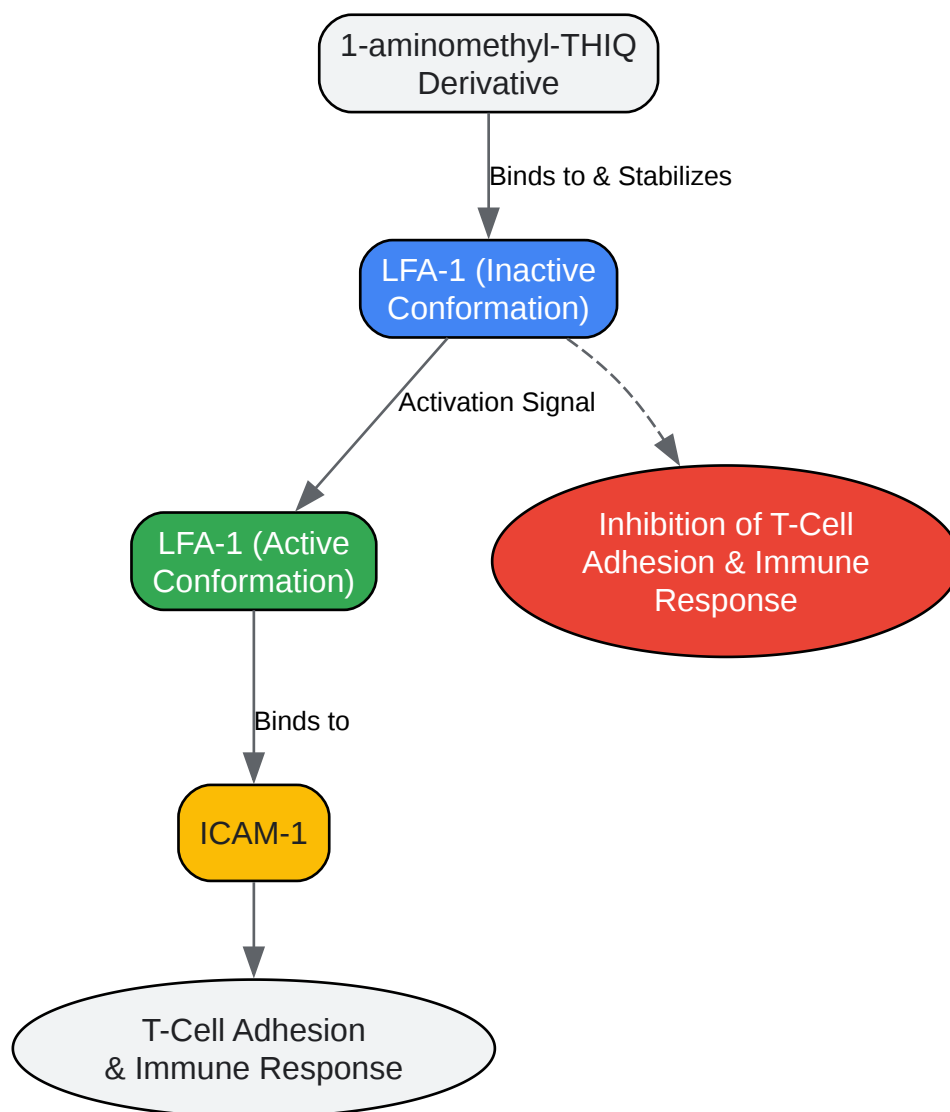 1-aminomethyl-THIQ
Derivative
Binds to & Stabilizes
LFA-1 (Inactive
Conformation)
Activation Signal
Inhibition of T-Cell
Adhesion & Immune
Response
LFA-1 (Active
Conformation)
Binds to
ICAM-1
T-Cell Adhesion
& Immune Response